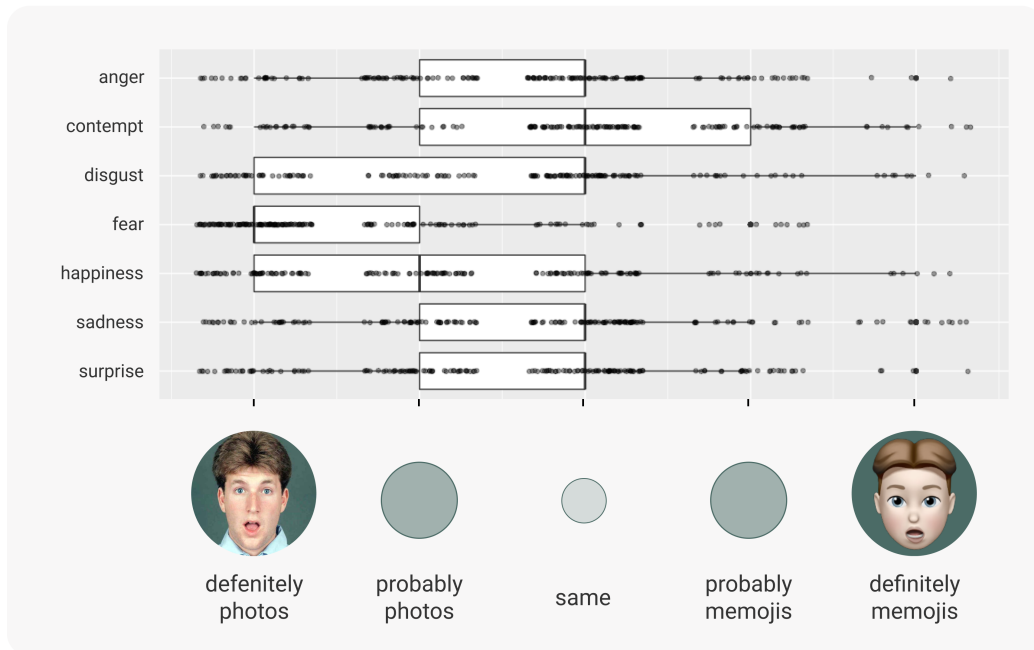 anger
contempt
disgust
fear
happiness
sadness
surprise
defenitely
photos
probably
photos
same
probably
memojis
definitely
memojis